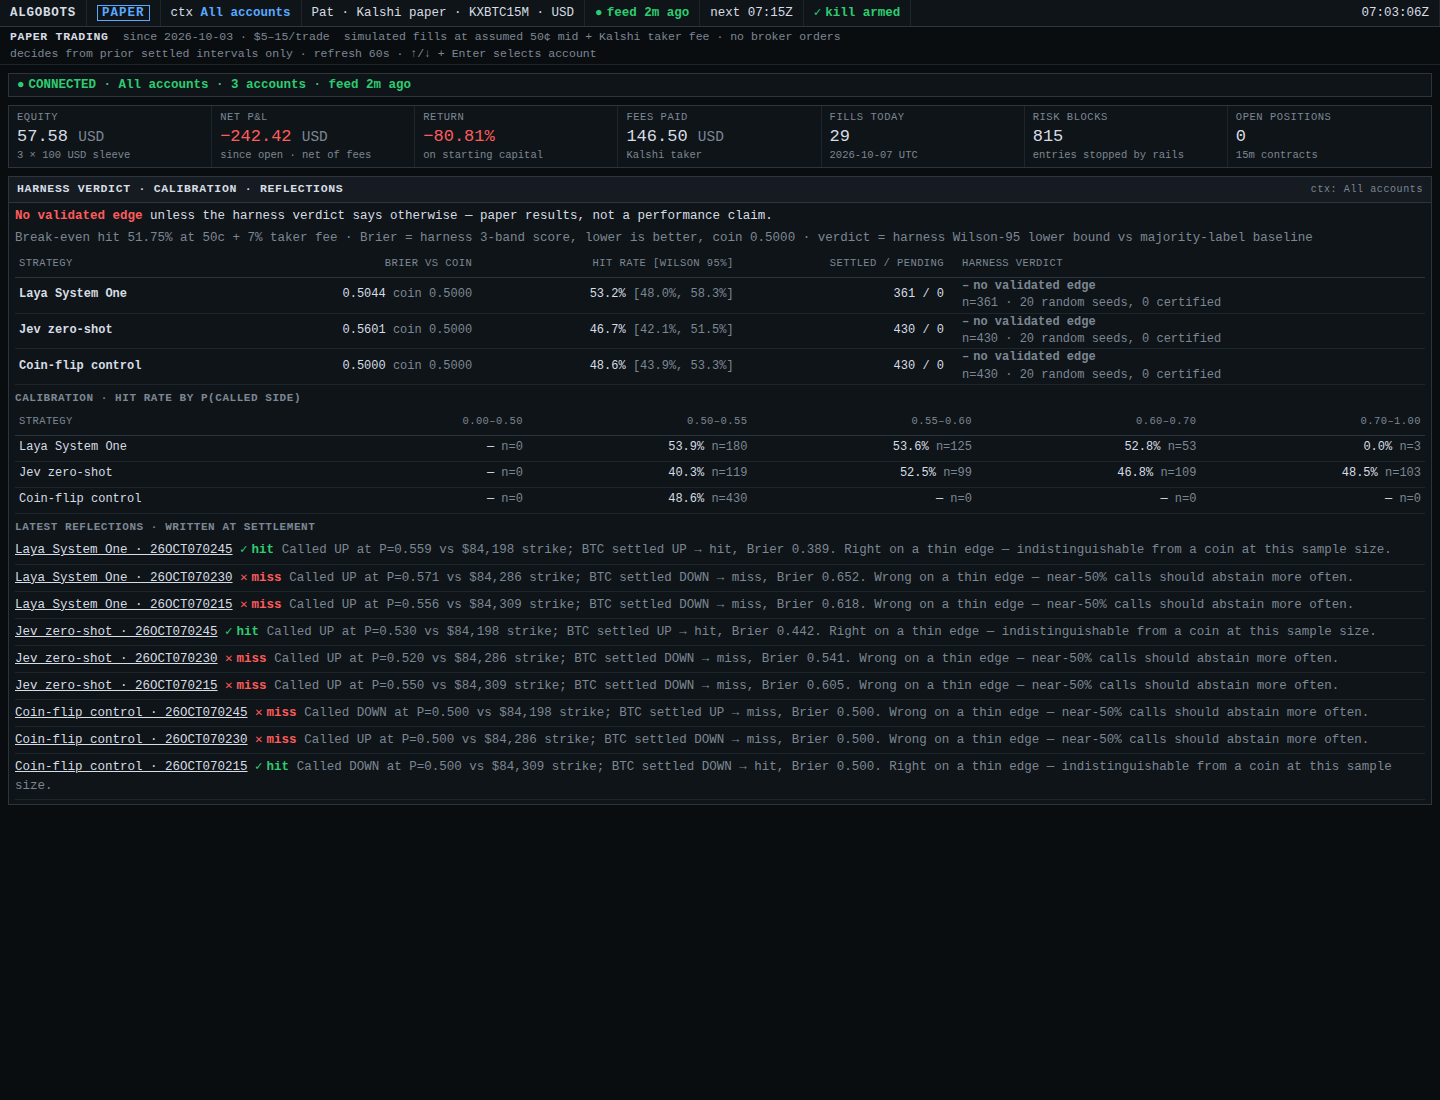 ALGOBOTS PAPER ctx All accounts Pat · Kalshi paper · KXBTC15M · USD ● feed 2m ago next 07:15Z ✓ kill armed 07:03:06Z
PAPER TRADING since 2026-10-03 · $5–15/trade simulated fills at assumed 50¢ mid + Kalshi taker fee · no broker orders
decides from prior settled intervals only · refresh 60s · ↑/↓ + Enter selects account
● CONNECTED · All accounts · 3 accounts · feed 2m ago
EQUITY NET P&L RETURN FEES PAID FILLS TODAY RISK BLOCKS OPEN POSITIONS
57.58 USD −242.42 USD −80.81% 146.50 USD 29 815 0
3 × 100 USD sleeve since open · net of fees on starting capital Kalshi taker 2026-10-07 UTC entries stopped by rails 15m contracts
HARNESS VERDICT · CALIBRATION · REFLECTIONS ctx: All accounts
No validated edge unless the harness verdict says otherwise — paper results, not a performance claim.
Break-even hit 51.75% at 50c + 7% taker fee · Brier = harness 3-band score, lower is better, coin 0.5000 · verdict = harness Wilson-95 lower bound vs majority-label baseline
STRATEGY BRIER VS COIN HIT RATE [WILSON 95%] SETTLED / PENDING HARNESS VERDICT
Laya System One 0.5044 coin 0.5000 53.2% [48.0%, 58.3%] 361 / 0 – no validated edge
n=361 · 20 random seeds, 0 certified
Jev zero-shot 0.5601 coin 0.5000 46.7% [42.1%, 51.5%] 430 / 0 – no validated edge
n=430 · 20 random seeds, 0 certified
Coin-flip control 0.5000 coin 0.5000 48.6% [43.9%, 53.3%] 430 / 0 – no validated edge
n=430 · 20 random seeds, 0 certified
CALIBRATION · HIT RATE BY P(CALLED SIDE)
STRATEGY 0.00–0.50 0.50–0.55 0.55–0.60 0.60–0.70 0.70–1.00
Laya System One — n=0 53.9% n=180 53.6% n=125 52.8% n=53 0.0% n=3
Jev zero-shot — n=0 40.3% n=119 52.5% n=99 46.8% n=109 48.5% n=103
Coin-flip control — n=0 48.6% n=430 — n=0 — n=0 — n=0
LATEST REFLECTIONS · WRITTEN AT SETTLEMENT
Laya System One · 26OCT070245 ✓ hit Called UP at P=0.559 vs $84,198 strike; BTC settled UP → hit, Brier 0.389. Right on a thin edge — indistinguishable from a coin at this sample size.
Laya System One · 26OCT070230 × miss Called UP at P=0.571 vs $84,286 strike; BTC settled DOWN → miss, Brier 0.652. Wrong on a thin edge — near-50% calls should abstain more often.
Laya System One · 26OCT070215 × miss Called UP at P=0.556 vs $84,309 strike; BTC settled DOWN → miss, Brier 0.618. Wrong on a thin edge — near-50% calls should abstain more often.
Jev zero-shot · 26OCT070245 ✓ hit Called UP at P=0.530 vs $84,198 strike; BTC settled UP → hit, Brier 0.442. Right on a thin edge — indistinguishable from a coin at this sample size.
Jev zero-shot · 26OCT070230 × miss Called UP at P=0.520 vs $84,286 strike; BTC settled DOWN → miss, Brier 0.541. Wrong on a thin edge — near-50% calls should abstain more often.
Jev zero-shot · 26OCT070215 × miss Called UP at P=0.550 vs $84,309 strike; BTC settled DOWN → miss, Brier 0.605. Wrong on a thin edge — near-50% calls should abstain more often.
Coin-flip control · 26OCT070245 × miss Called DOWN at P=0.500 vs $84,198 strike; BTC settled UP → miss, Brier 0.500. Wrong on a thin edge — near-50% calls should abstain more often.
Coin-flip control · 26OCT070230 × miss Called UP at P=0.500 vs $84,286 strike; BTC settled DOWN → miss, Brier 0.500. Wrong on a thin edge — near-50% calls should abstain more often.
Coin-flip control · 26OCT070215 ✓ hit Called DOWN at P=0.500 vs $84,309 strike; BTC settled DOWN → hit, Brier 0.500. Right on a thin edge — indistinguishable from a coin at this sample
size.